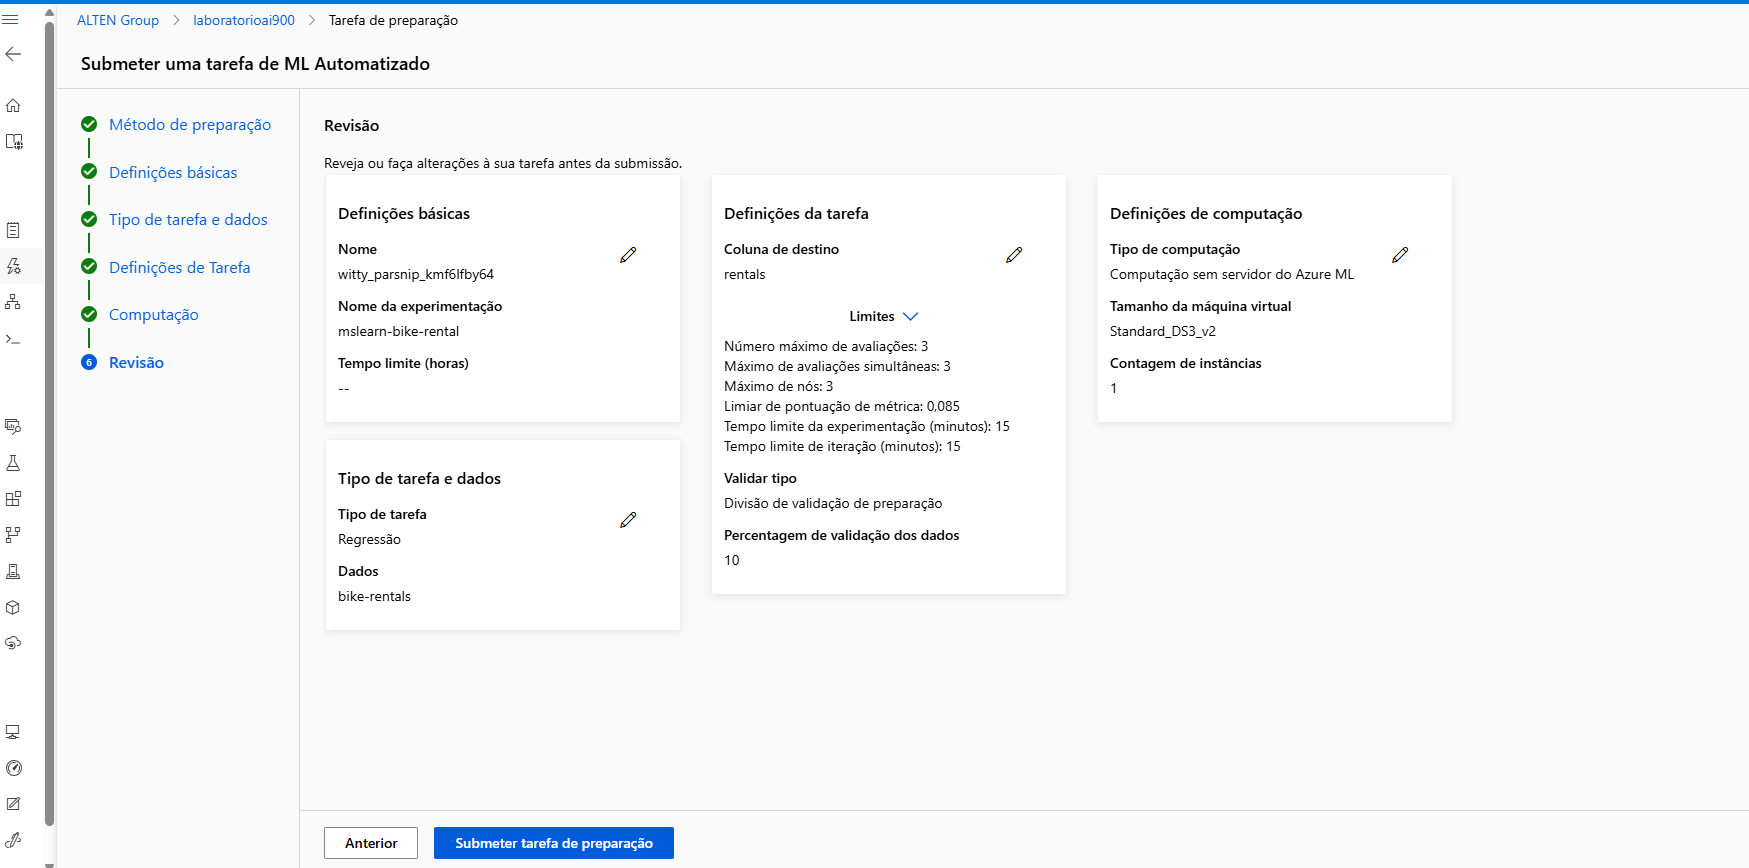 ALTEN Group > laboratorioai900 > Tarefa de preparação
Submeter uma tarefa de ML Automatizado
Método de preparação
Definições básicas
Tipo de tarefa e dados
Definições de Tarefa
Computação
6 Revisão
Revisão
Reveja ou faça alterações à sua tarefa antes da submissão.
Definições básicas
Nome
witty_parsnip_kmf6lfby64
Nome da experimentação
mslearn-bike-rental
Tempo limite (horas)
--
Tipo de tarefa e dados
Tipo de tarefa
Regressão
Dados
bike-rentals
Definições da tarefa
Coluna de destino
rentals
Limites
Número máximo de avaliações: 3
Máximo de avaliações simultâneas: 3
Máximo de nós: 3
Limiar de pontuação de métrica: 0,085
Tempo limite da experimentação (minutos): 15
Tempo limite de iteração (minutos): 15
Validar tipo
Divisão de validação de preparação
Percentagem de validação dos dados
10
Definições de computação
Tipo de computação
Computação sem servidor do Azure ML
Tamanho da máquina virtual
Standard_DS3_v2
Contagem de instâncias
1
Anterior
Submeter tarefa de preparação